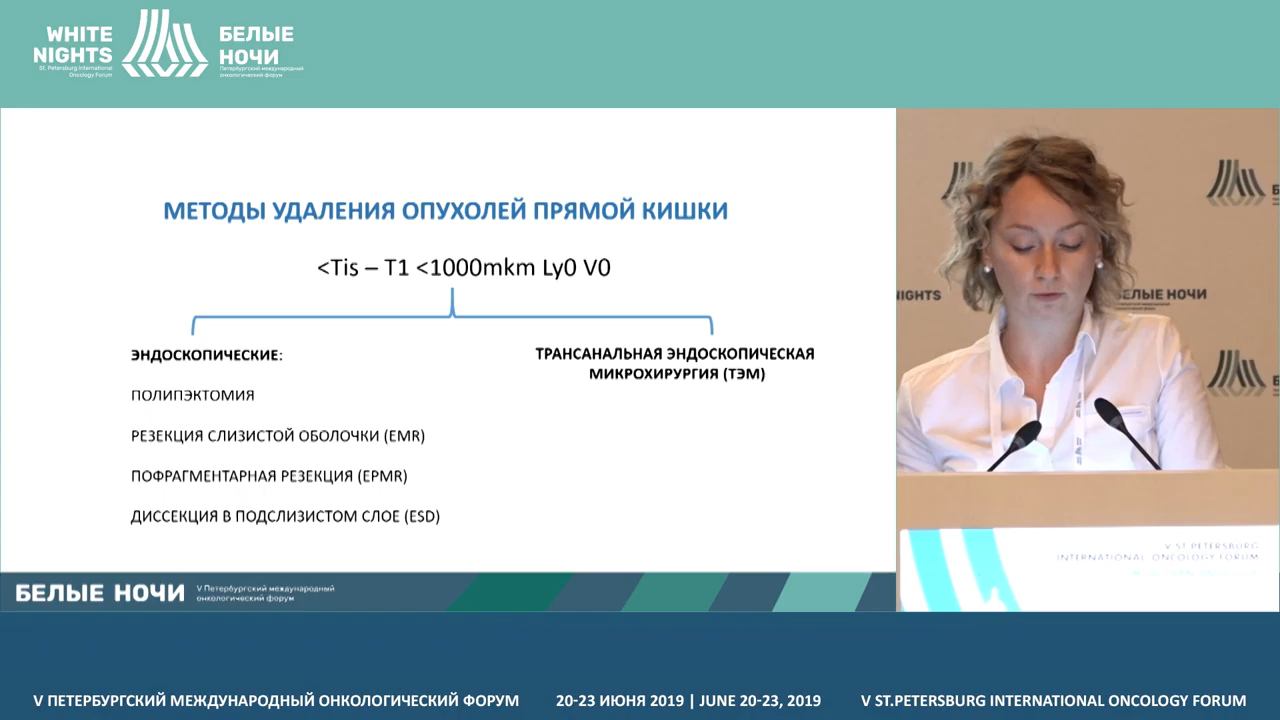 WHITE
NIGHTS
St. Petersburg International
Oncology Forum
БЕЛЫЕ
НОЧИ
Петербургский международный
онкологический форум
МЕТОДЫ УДАЛЕНИЯ ОПУХОЛЕЙ ПРЯМОЙ КИШКИ
<Tis – T1 <1000mkm Ly0 V0
ЭНДОСКОПИЧЕСКИЕ:
ПОЛИПЭКТОМИЯ
РЕЗЕКЦИЯ СЛИЗИСТОЙ ОБОЛОЧКИ (EMR)
ПОФРАГМЕНТАРНАЯ РЕЗЕКЦИЯ (EPMR)
ДИССЕКЦИЯ В ПОДСЛИЗИСТОМ СЛОЕ (ESD)
ТРАНСАНАЛЬНАЯ ЭНДОСКОПИЧЕСКАЯ
МИКРОХИРУРГИЯ (ТЭМ)
NIGHTS
БЕЛЫЕ НОЧИ
V ST.PETERSBURG
INTERNATIONAL ONCOLOGY FORUM
БЕЛЫЕ НОЧИ
V Петербургский международный
онкологический форум
V ПЕТЕРБУРГСКИЙ МЕЖДУНАРОДНЫЙ ОНКОЛОГИЧЕСКИЙ ФОРУМ
20-23 ИЮНЯ 2019 | JUNE 20-23, 2019
V ST.PETERSBURG INTERNATIONAL ONCOLOGY FORUM